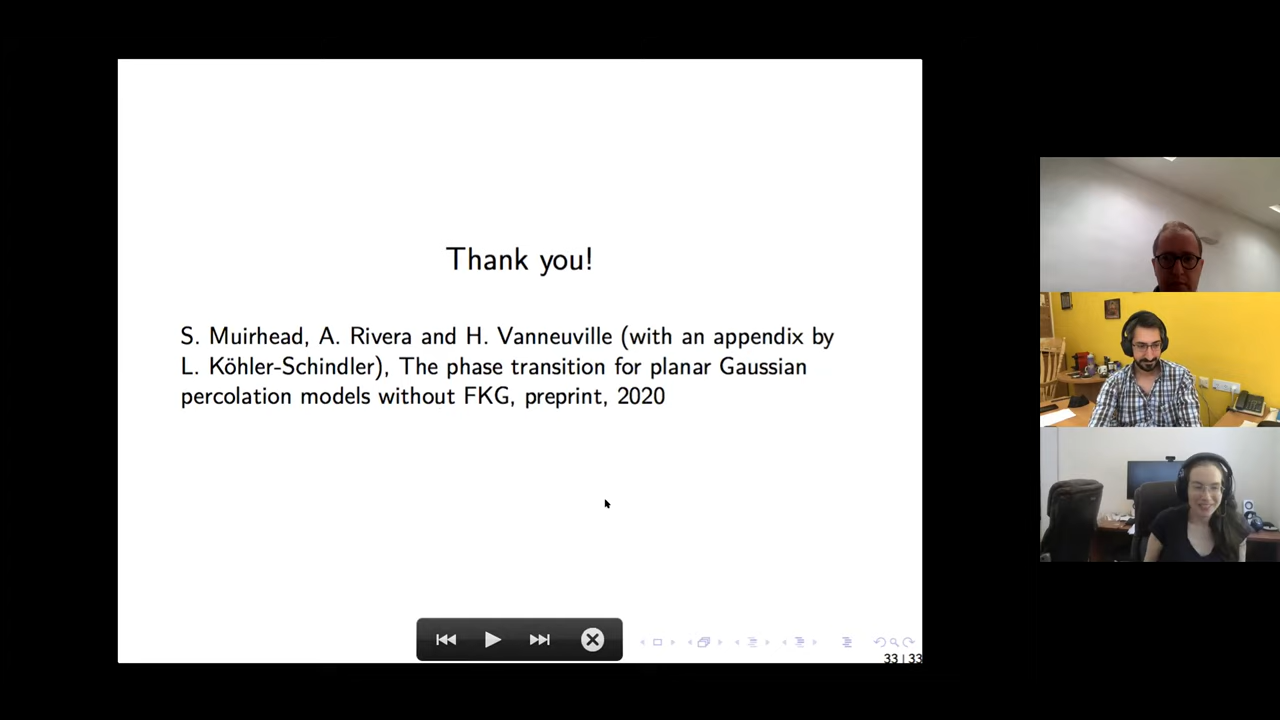 Thank you!
S. Muirhead, A. Rivera and H. Vanneuville (with an appendix by
L. Köhler-Schindler), The phase transition for planar Gaussian
percolation models without FKG, preprint, 2020
33 | 33